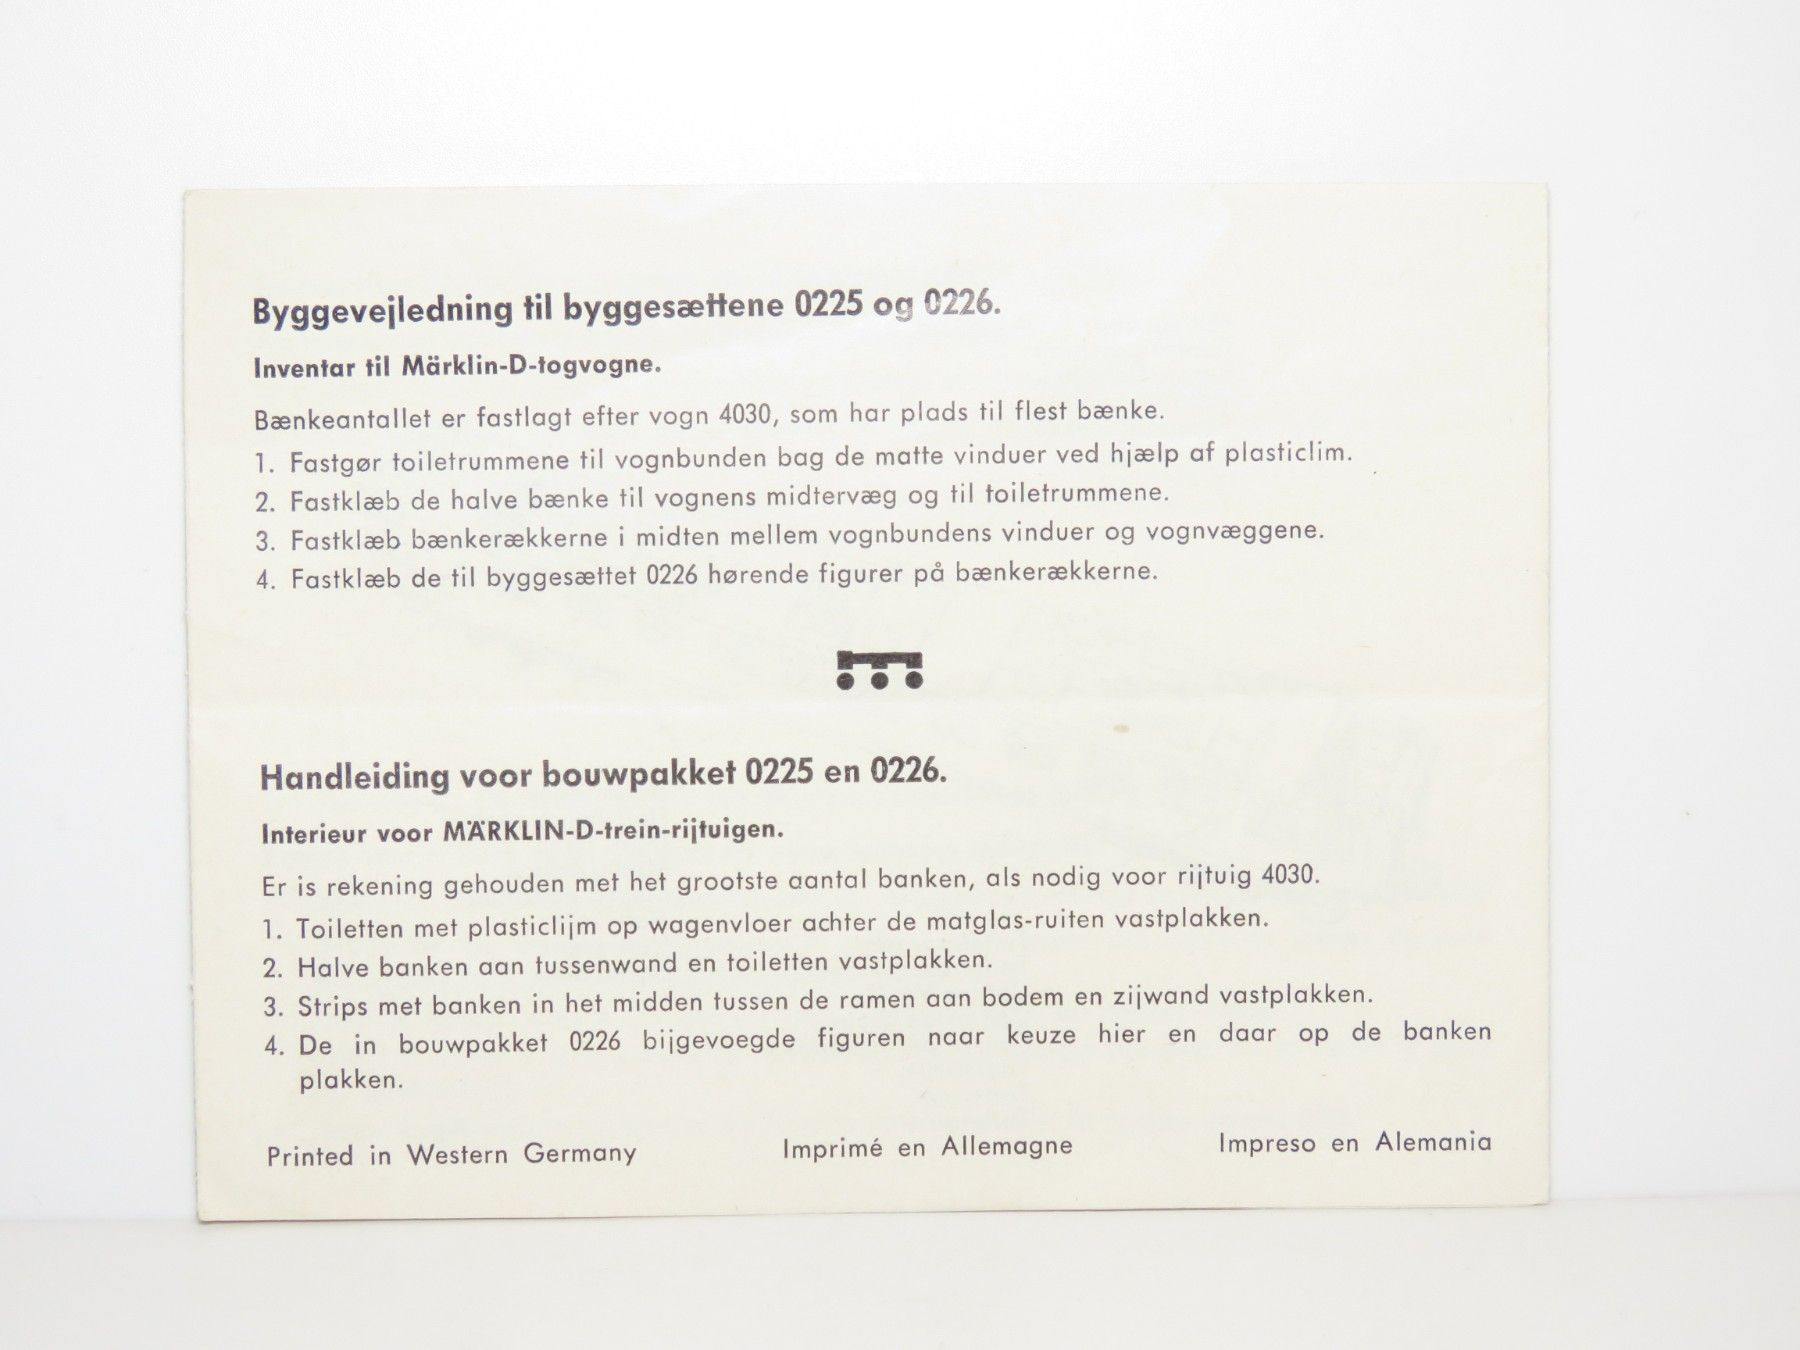 Byggevejledning til byggesættene 0225 og 0226.
Inventar til Märklin-D-togvogne.
Bænkeantallet er fastlagt efter vogn 4030, som har plads til flest bænke.
1. Fastgør toiletrummene til vognbunden bag de matte vinduer ved hjælp af plasticlim.
2. Fastklæb de halve bænke til vognens midtervæg og til toiletrummene.
3. Fastklæb bænkerækkerne i midten mellem vognbundens vinduer og vognvæggene.
4. Fastklæb de til byggesættet 0226 hørende figurer på bænkerækkerne.
Handleiding voor bouwpakket 0225 en 0226.
Interieur voor MÄRKLIN-D-trein-rijtuigen.
Er is rekening gehouden met het grootste aantal banken, als nodig voor rijtuig 4030.
1. Toiletten met plasticlijm op wagenvloer achter de matglas-ruiten vastplakken.
2. Halve banken aan tussenwand en toiletten vastplakken.
3. Strips met banken in het midden tussen de ramen aan bodem en zijwand vastplakken.
4. De in bouwpakket 0226 bijgevoegde figuren naar keuze hier en daar op de banken
plakken.
Printed in Western Germany Imprimé en Allemagne Impreso en Alemania